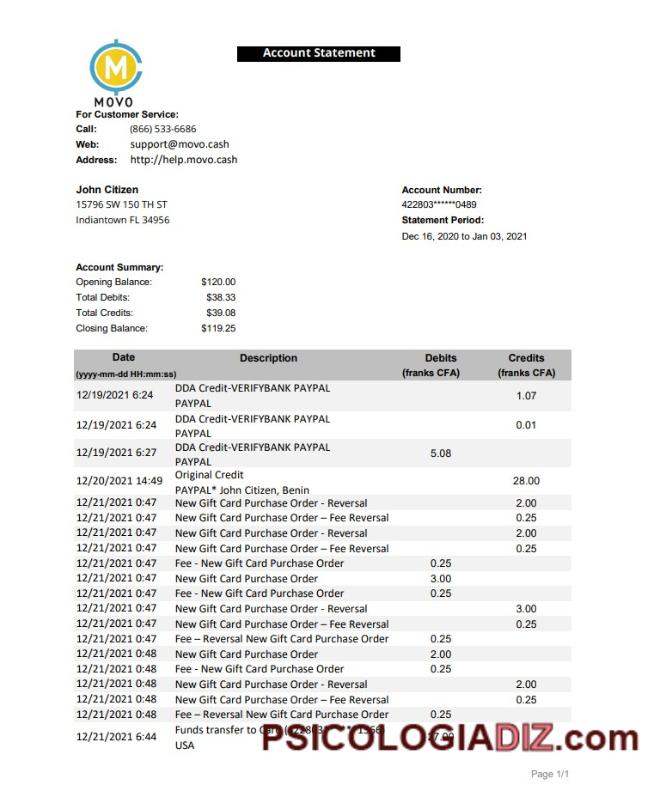 Account Statement
M
MOVO
For Customer Service:
Call: (866) 533-6686
Web: support@movo.cash
Address: http://help.movo.cash
John Citizen
15796 SW 150 TH ST
Indiantown FL 34956
Account Number:
422803******0489
Statement Period:
Dec 16, 2020 to Jan 03, 2021
Account Summary:
Opening Balance: $120.00
Total Debits: $38.33
Total Credits: $39.08
Closing Balance: $119.25
Date Description Debits Credits
(yyyy-mm-dd HH:mm:ss) (franks CFA) (franks CFA)
12/19/2021 6:24 DDA Credit-VERIFYBANK PAYPAL 1.07
PAYPAL
12/19/2021 6:24 DDA Credit-VERIFYBANK PAYPAL 0.01
PAYPAL
12/19/2021 6:27 DDA Credit-VERIFYBANK PAYPAL 5.08
PAYPAL
12/20/2021 14:49 Original Credit 28.00
PAYPAL* John Citizen, Benin
12/21/2021 0:47 New Gift Card Purchase Order - Reversal 2.00
12/21/2021 0:47 New Gift Card Purchase Order – Fee Reversal 0.25
12/21/2021 0:47 New Gift Card Purchase Order - Reversal 2.00
12/21/2021 0:47 New Gift Card Purchase Order – Fee Reversal 0.25
12/21/2021 0:47 Fee - New Gift Card Purchase Order 0.25
12/21/2021 0:47 New Gift Card Purchase Order 3.00
12/21/2021 0:47 Fee - New Gift Card Purchase Order 0.25
12/21/2021 0:47 New Gift Card Purchase Order - Reversal 3.00
12/21/2021 0:47 New Gift Card Purchase Order – Fee Reversal 0.25
12/21/2021 0:47 Fee – Reversal New Gift Card Purchase Order 0.25
12/21/2021 0:48 New Gift Card Purchase Order 2.00
12/21/2021 0:48 Fee - New Gift Card Purchase Order 0.25
12/21/2021 0:48 New Gift Card Purchase Order - Reversal 2.00
12/21/2021 0:48 New Gift Card Purchase Order – Fee Reversal 0.25
12/21/2021 0:48 Fee – Reversal New Gift Card Purchase Order 0.25
12/21/2021 6:44 Funds transfer to
USA
PSICOLOGIADIZ.com
Page 1/1